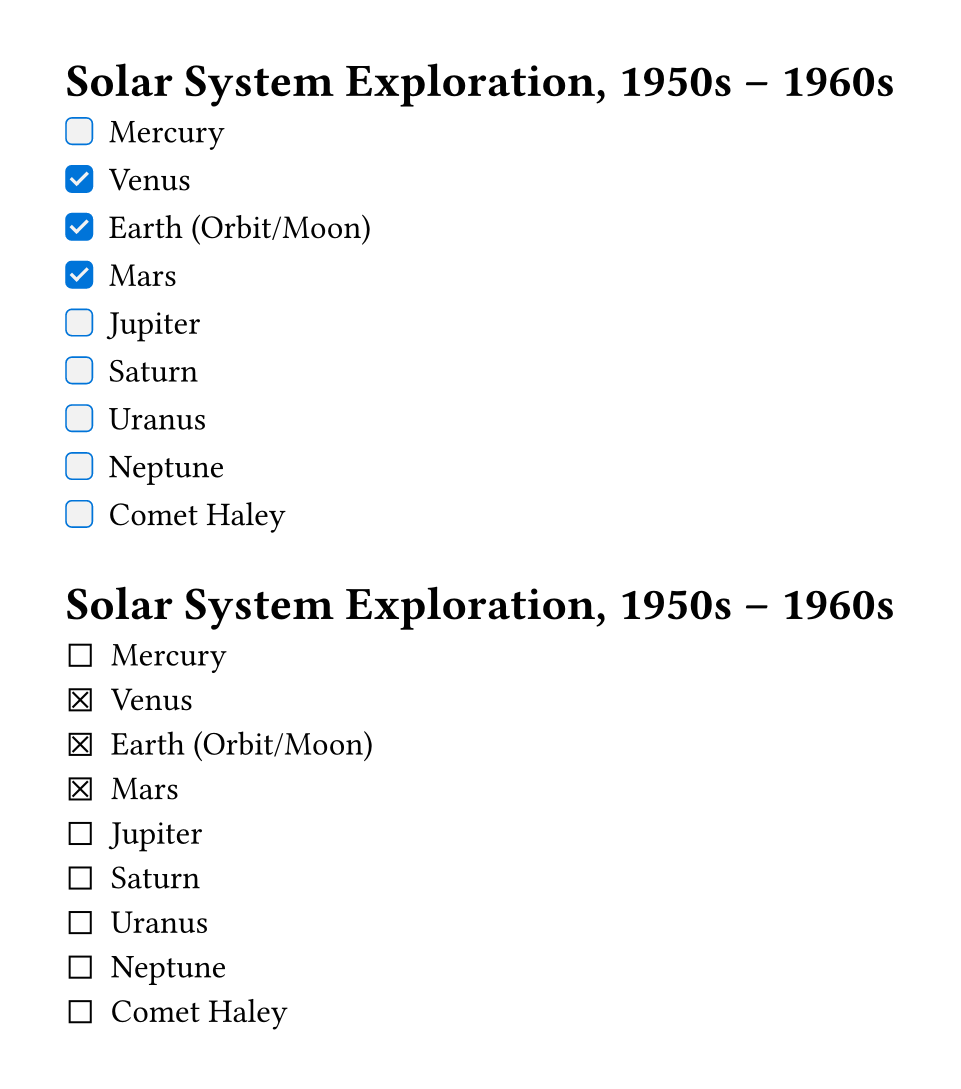 Solar System Exploration, 1950s – 1960s
☐ Mercury
☑ Venus
☑ Earth (Orbit/Moon)
☑ Mars
☐ Jupiter
☐ Saturn
☐ Uranus
☐ Neptune
☐ Comet Haley
Solar System Exploration, 1950s – 1960s
☐ Mercury
☒ Venus
☒ Earth (Orbit/Moon)
☒ Mars
☐ Jupiter
☐ Saturn
☐ Uranus
☐ Neptune
☐ Comet Haley